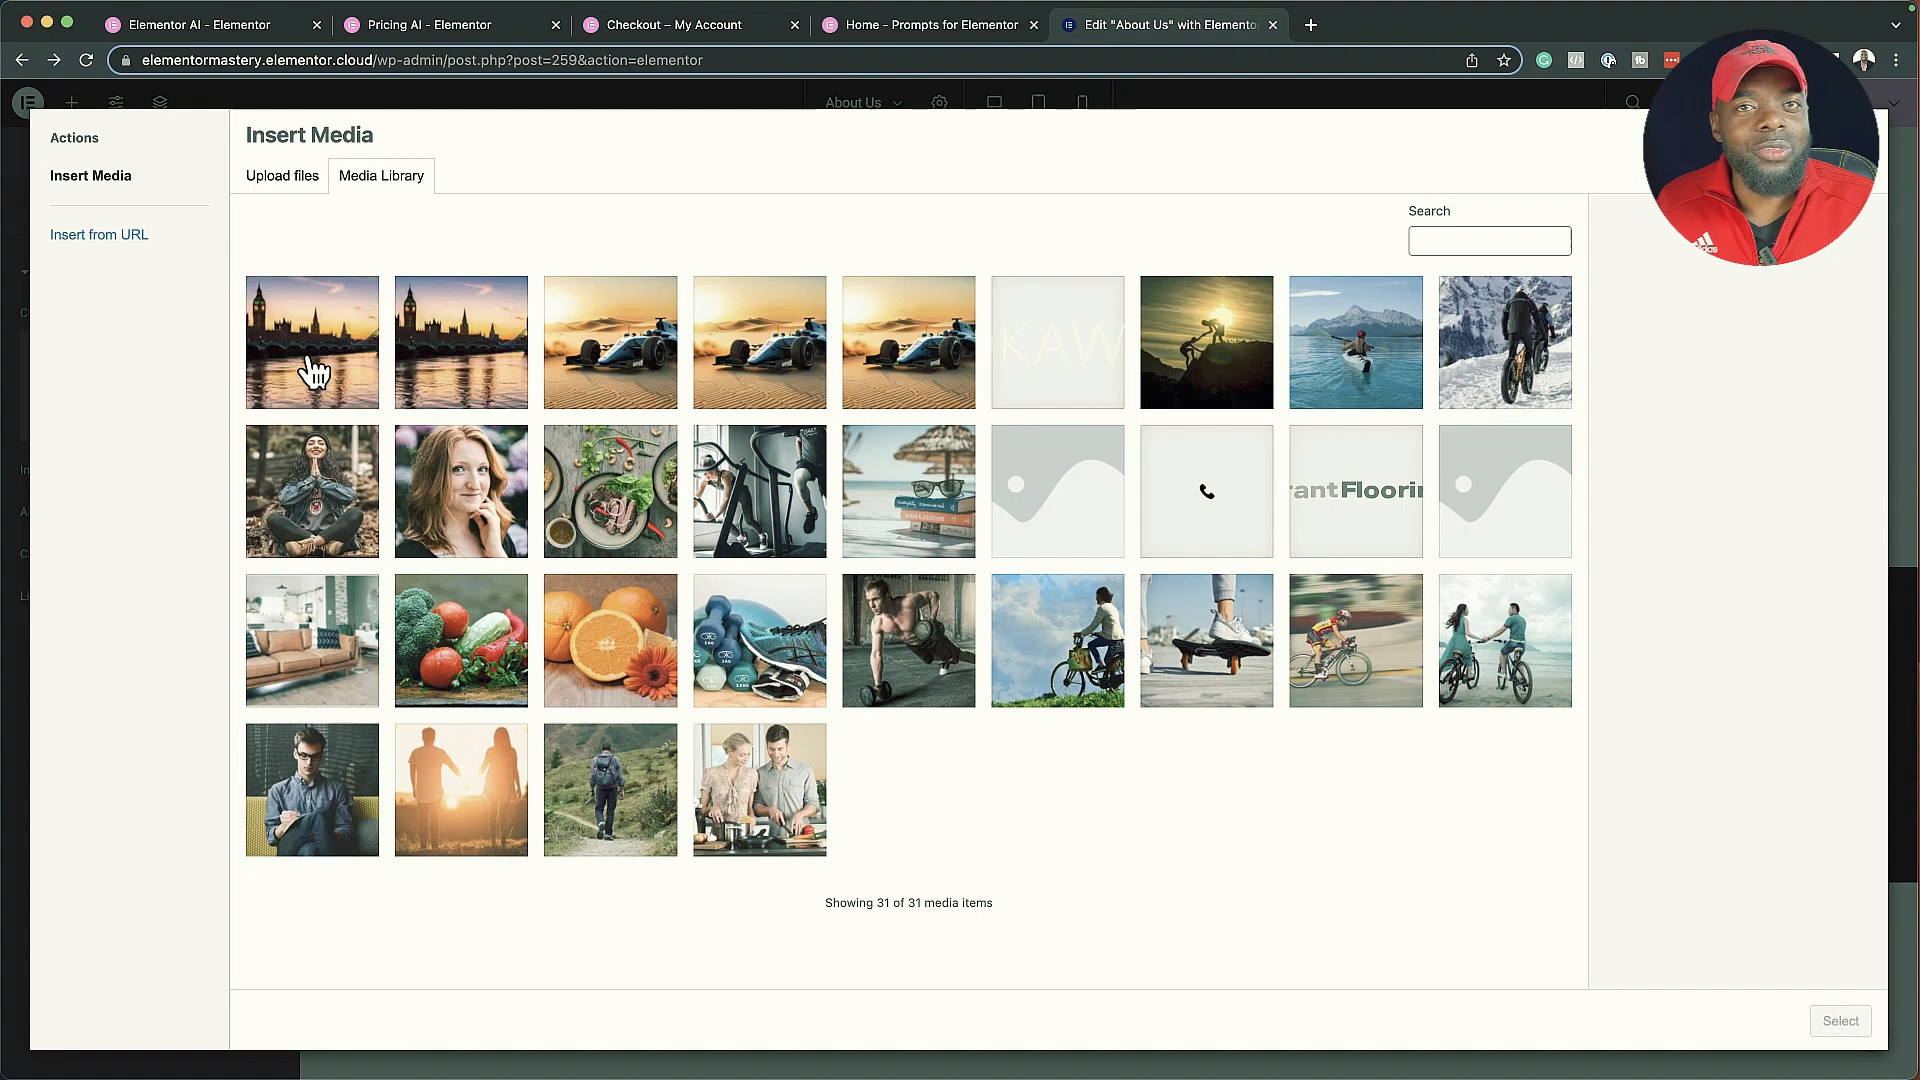 Elementor AI - Elementor
Pricing AI - Elementor
Checkout – My Account
Home - Prompts for Elementor
Edit "About Us" with Elemento
elementormastery.elementor.cloud/wp-admin/post.php?post=259&action=elementor
About Us
Actions
Insert Media
Insert from URL
Insert Media
Upload files
Media Library
Search
KAW
rantFloorin
Showing 31 of 31 media items
Select
adidas